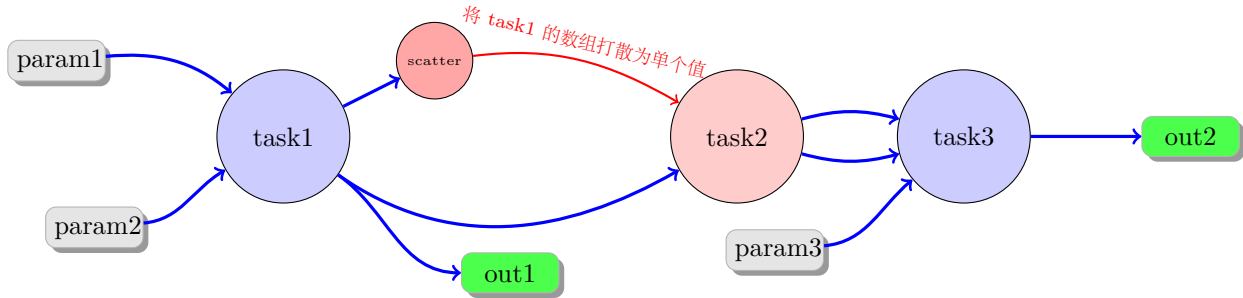 param1
scatter
将 task1 的数组打散为单个值
task1
task2
task3
out2
param2
param3
out1